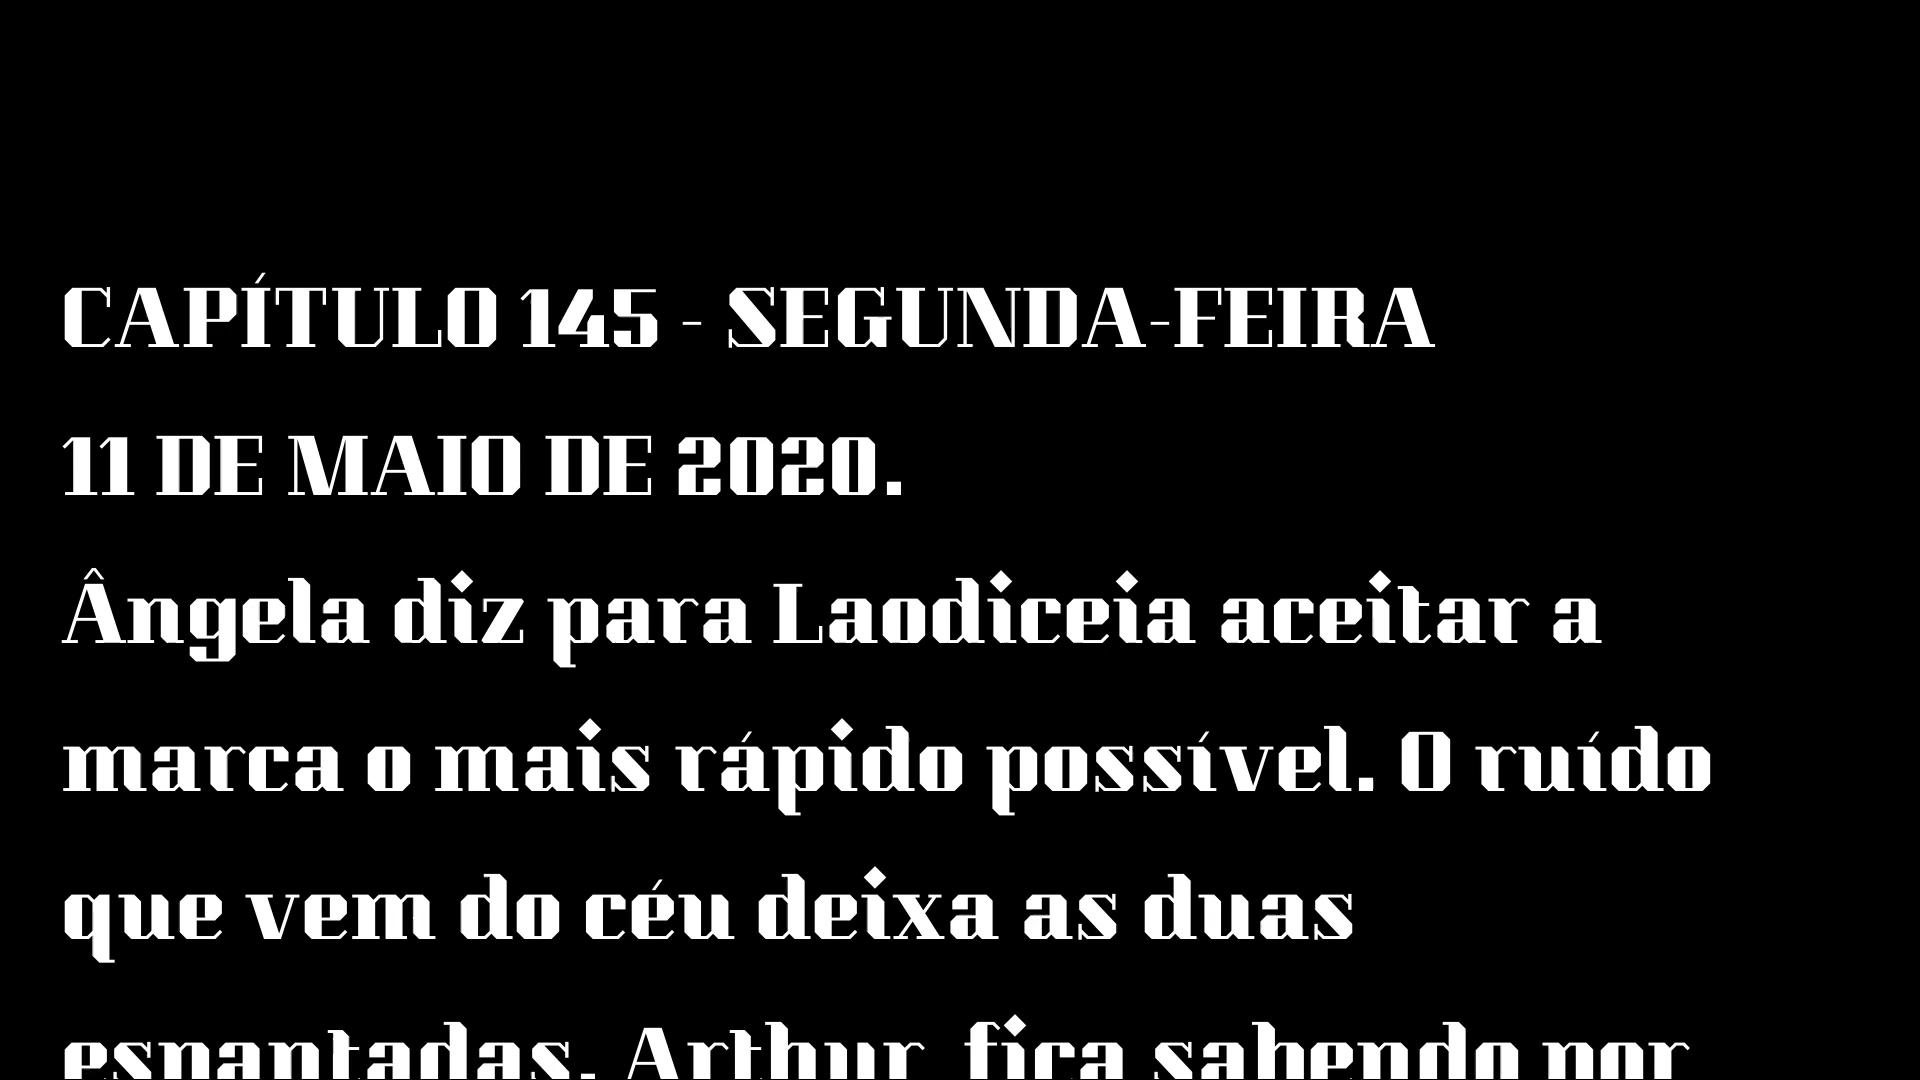 CAPÍTULO 145 - SEGUNDA-FEIRA
11 DE MAIO DE 2020.
Ângela diz para Laodiceia aceitar a
marca o mais rápido possível. O ruído
que vem do céu deixa as duas
espantadas. Arthur fica sabendo por